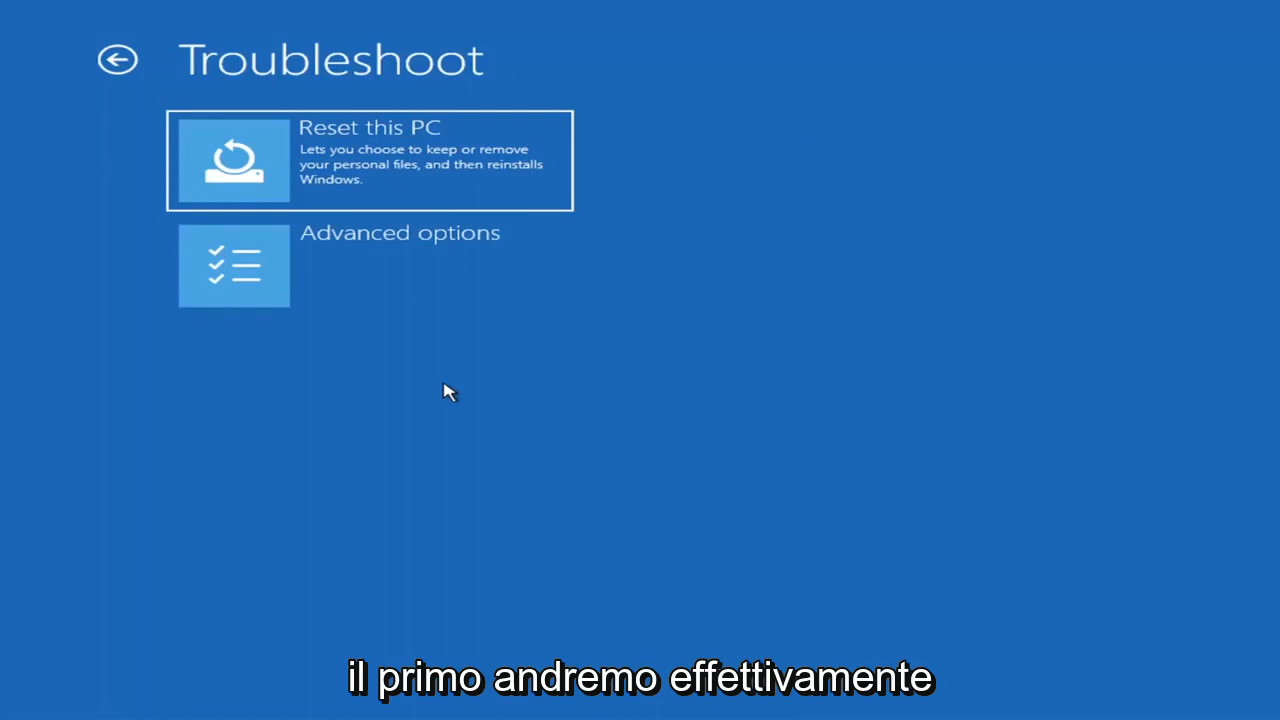 Troubleshoot
Reset this PC
Lets you choose to keep or remove
your personal files, and then reinstalls
Windows.
Advanced options
il primo andremo effettivamente